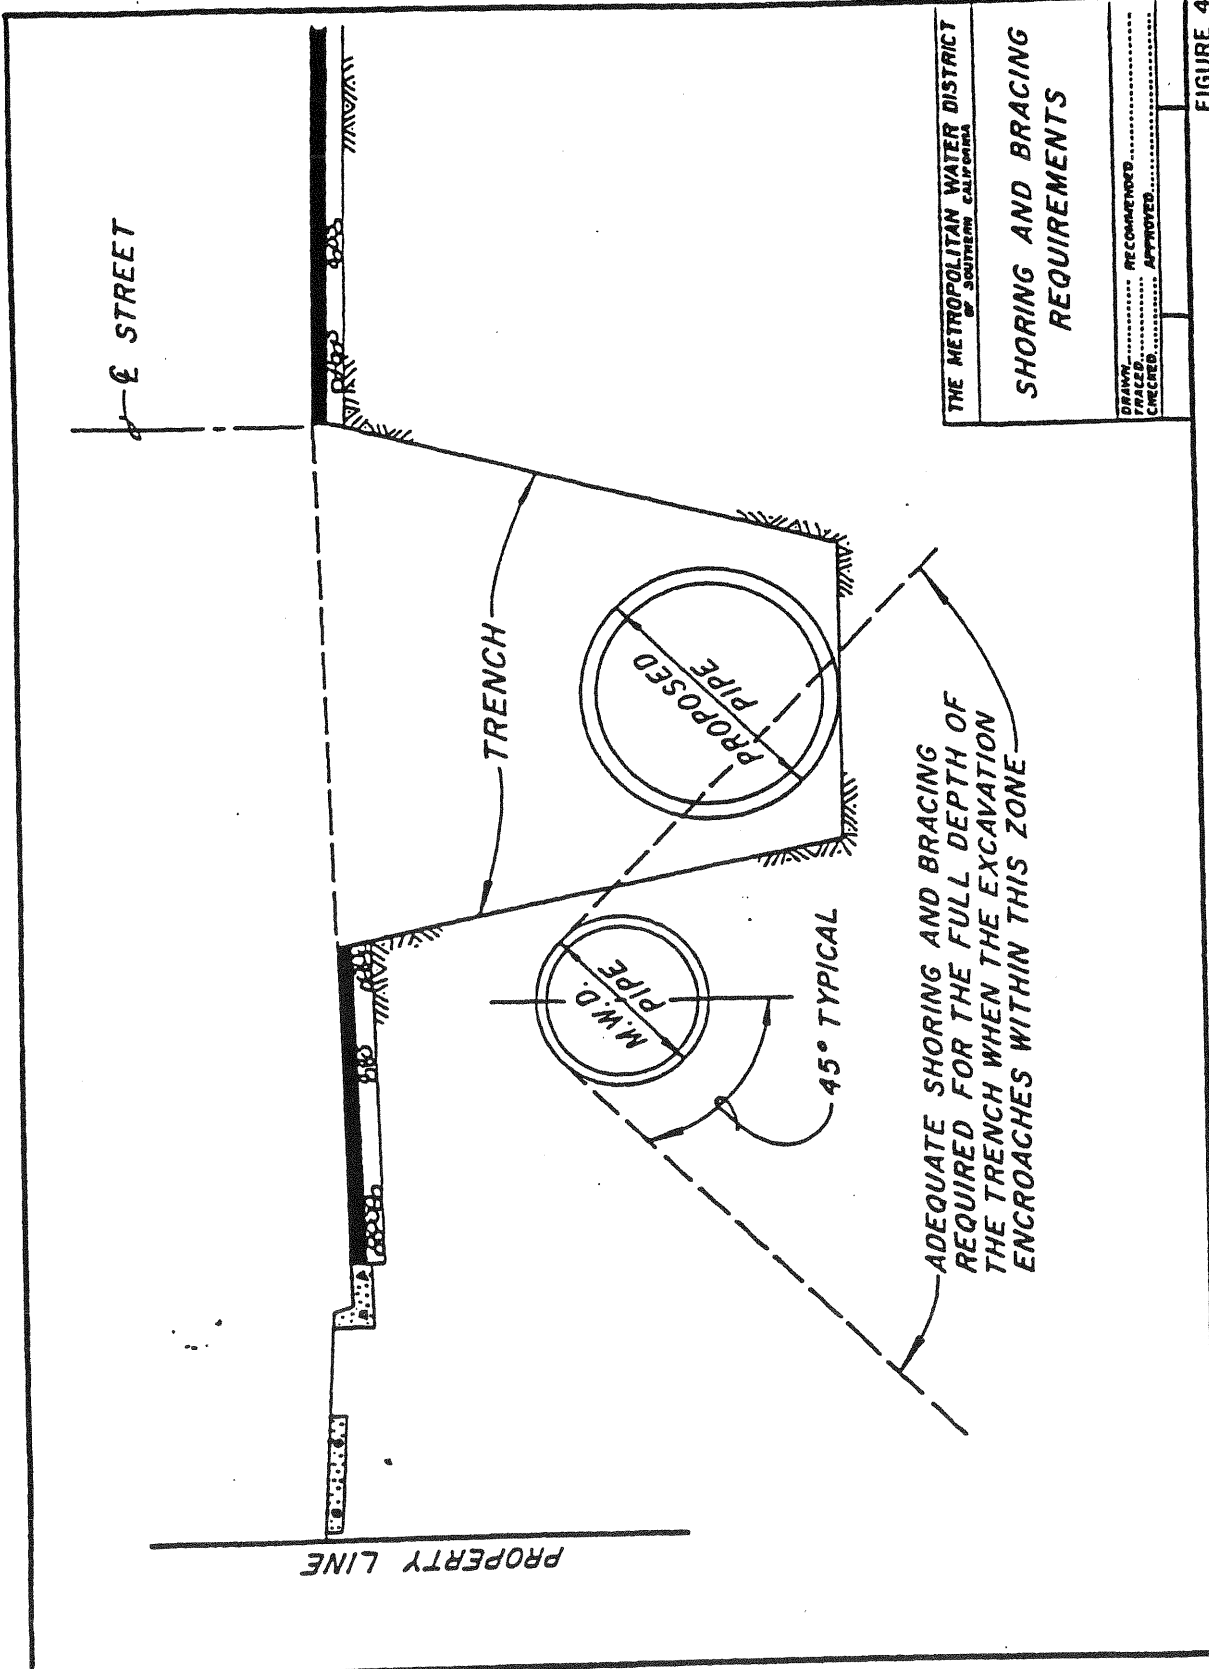 ℄ STREET
TRENCH
PROPOSED
PIPE
M.W.D.
PIPE
45° TYPICAL
PROPERTY LINE
ADEQUATE SHORING AND BRACING
REQUIRED FOR THE FULL DEPTH OF
THE TRENCH WHEN THE EXCAVATION
ENCROACHES WITHIN THIS ZONE
THE METROPOLITAN WATER DISTRICT
OF SOUTHERN CALIFORNIA
SHORING AND BRACING
REQUIREMENTS
DRAWN............ RECOMMENDED............
TRACED............
CHECKED............ APPROVED............
FIGURE 4